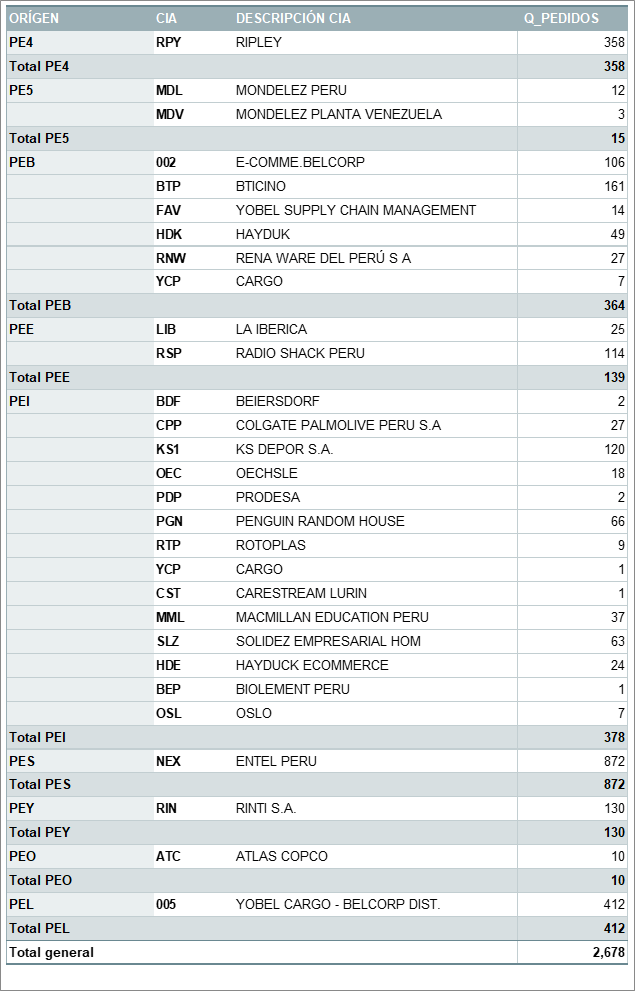 ORÍGEN CIA DESCRIPCIÓN CIA Q_PEDIDOS
PE4 RPY RIPLEY 358
Total PE4 358
PE5 MDL MONDELEZ PERU 12
MDV MONDELEZ PLANTA VENEZUELA 3
Total PE5 15
PEB 002 E-COMME.BELCORP 106
BTP BTICINO 161
FAV YOBEL SUPPLY CHAIN MANAGEMENT 14
HDK HAYDUK 49
RNW RENA WARE DEL PERÚ S A 27
YCP CARGO 7
Total PEB 364
PEE LIB LA IBERICA 25
RSP RADIO SHACK PERU 114
Total PEE 139
PEI BDF BEIERSDORF 2
CPP COLGATE PALMOLIVE PERU S.A 27
KS1 KS DEPOR S.A. 120
OEC OECHSLE 18
PDP PRODESA 2
PGN PENGUIN RANDOM HOUSE 66
RTP ROTOPLAS 9
YCP CARGO 1
CST CARESTREAM LURIN 1
MML MACMILLAN EDUCATION PERU 37
SLZ SOLIDEZ EMPRESARIAL HOM 63
HDE HAYDUCK ECOMMERCE 24
BEP BIOLEMENT PERU 1
OSL OSLO 7
Total PEI 378
PES NEX ENTEL PERU 872
Total PES 872
PEY RIN RINTI S.A. 130
Total PEY 130
PEO ATC ATLAS COPCO 10
Total PEO 10
PEL 005 YOBEL CARGO - BELCORP DIST. 412
Total PEL 412
Total general 2,678